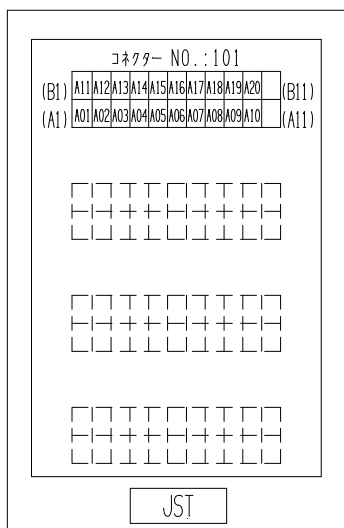 コネクター NO.:101
(B1) A11 A12 A13 A14 A15 A16 A17 A18 A19 A20 (B11)
(A1) A01 A02 A03 A04 A05 A06 A07 A08 A09 A10 (A11)
JST